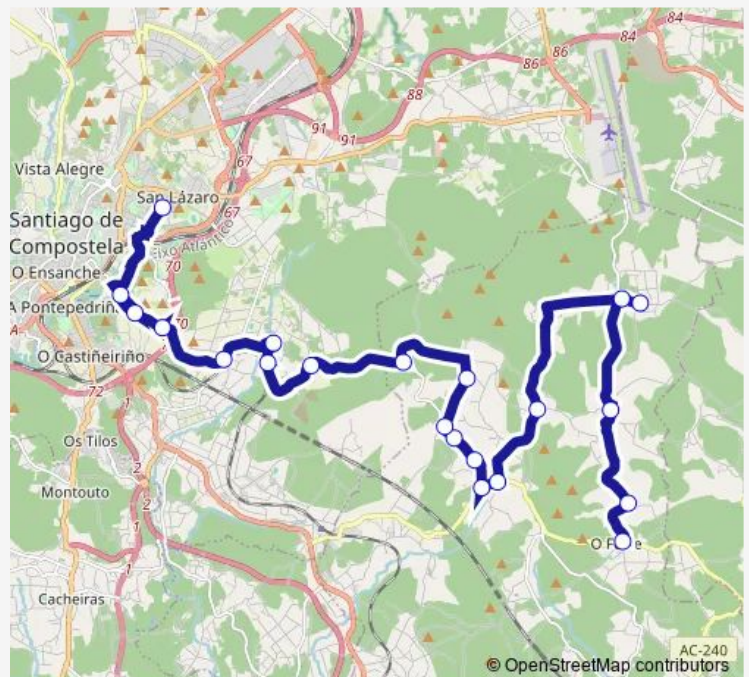 84
84
86
86
88
91
91
Vista Alegre
67
San Lázaro
67
Santiago de
Compostela
Eixo Atlántico
O Ensanche
70
A Pontepedriña
70
A
O Castiñeiriño
72
1
Os Tilos
2
Montouto
2
1
1
Cacheiras
AC-240
© OpenStreetMap contributors